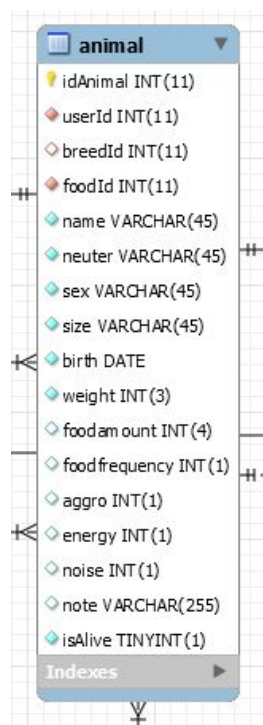 animal
idAnimal INT(11)
userId INT(11)
breedId INT(11)
foodId INT(11)
name VARCHAR(45)
neuter VARCHAR(45)
sex VARCHAR(45)
size VARCHAR(45)
birth DATE
weight INT(3)
foodamount INT(4)
foodfrequency INT(1)
aggro INT(1)
energy INT(1)
noise INT(1)
note VARCHAR(255)
isAlive TINYINT(1)
Indexes